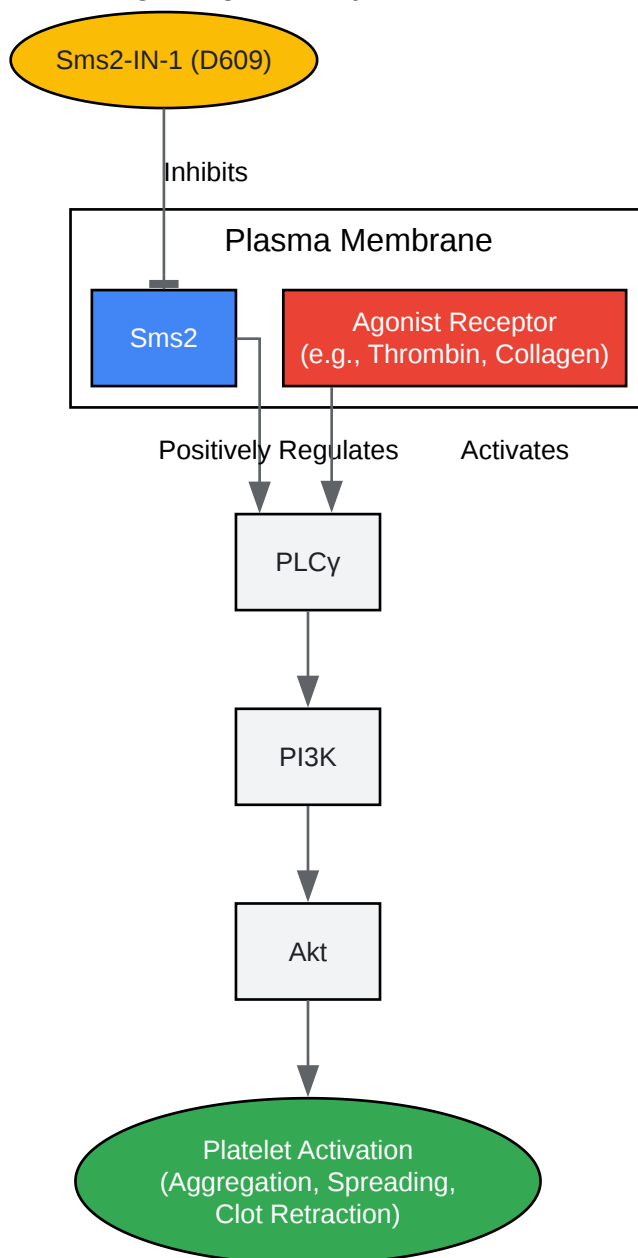 Sms2-IN-1 (D609)
Inhibits
Plasma Membrane
Sms2
Agonist Receptor
(e.g., Thrombin, Collagen)
Positively Regulates
Activates
PLCγ
PI3K
Akt
Platelet Activation
(Aggregation, Spreading,
Clot Retraction)